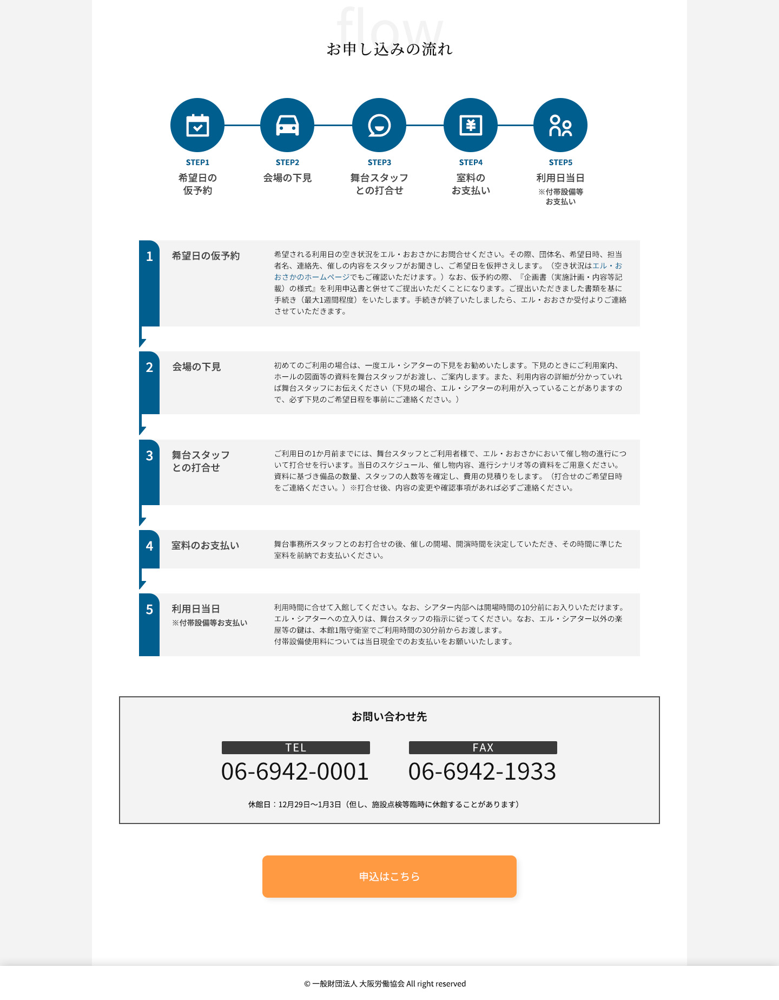 flow
お申し込みの流れ
STEP1
希望日の
仮予約
STEP2
会場の下見
STEP3
舞台スタッフ
との打合せ
STEP4
室料の
お支払い
STEP5
利用日当日
※付帯設備等
お支払い
1
希望日の仮予約
希望される利用日の空き状況をエル・おおさかにお問合せください。その際、団体名、希望日時、担当
者名、連絡先、催しの内容をスタッフがお聞きし、ご希望日を仮押さえします。（空き状況はエル・お
おさかのホームページでもご確認いただけます。）なお、仮予約の際、『企画書（実施計画・内容等記
載）の様式』を利用申込書と併せてご提出いただくことになります。ご提出いただきました書類を基に
手続き（最大1週間程度）をいたします。手続きが終了いたしましたら、エル・おおさか受付よりご連絡
させていただきます。
2
会場の下見
初めてのご利用の場合は、一度エル・シアターの下見をお勧めいたします。下見のときにご利用案内、
ホールの図面等の資料を舞台スタッフがお渡し、ご案内します。また、利用内容の詳細が分かっていれ
ば舞台スタッフにお伝えください（下見の場合、エル・シアターの利用が入っていることがありますの
で、必ず下見のご希望日程を事前にご連絡ください。）
3
舞台スタッフ
との打合せ
ご利用日の1か月前までには、舞台スタッフとご利用者様で、エル・おおさかにおいて催し物の進行につ
いて打合せを行います。当日のスケジュール、催し物内容、進行シナリオ等の資料をご用意ください。
資料に基づき備品の数量、スタッフの人数等を確定し、費用の見積りをします。（打合せのご希望日時
をご連絡ください。）※打合せ後、内容の変更や確認事項があれば必ずご連絡ください。
4
室料のお支払い
舞台事務所スタッフとのお打合せの後、催しの開場、開演時間を決定していただき、その時間に準じた
室料を前納でお支払いください。
5
利用日当日
※付帯設備等お支払い
利用時間に合せて入館してください。なお、シアター内部へは開場時間の10分前にお入りいただけます。
エル・シアターへの立入りは、舞台スタッフの指示に従ってください。なお、エル・シアター以外の楽
屋等の鍵は、本館1階守衛室でご利用時間の30分前からお渡します。
付帯設備使用料については当日現金でのお支払いをお願いいたします。
お問い合わせ先
TEL
06-6942-0001
FAX
06-6942-1933
休館日：12月29日〜1月3日（但し、施設点検等臨時に休館することがあります）
申込はこちら
© 一般財団法人 大阪労働協会 All right reserved